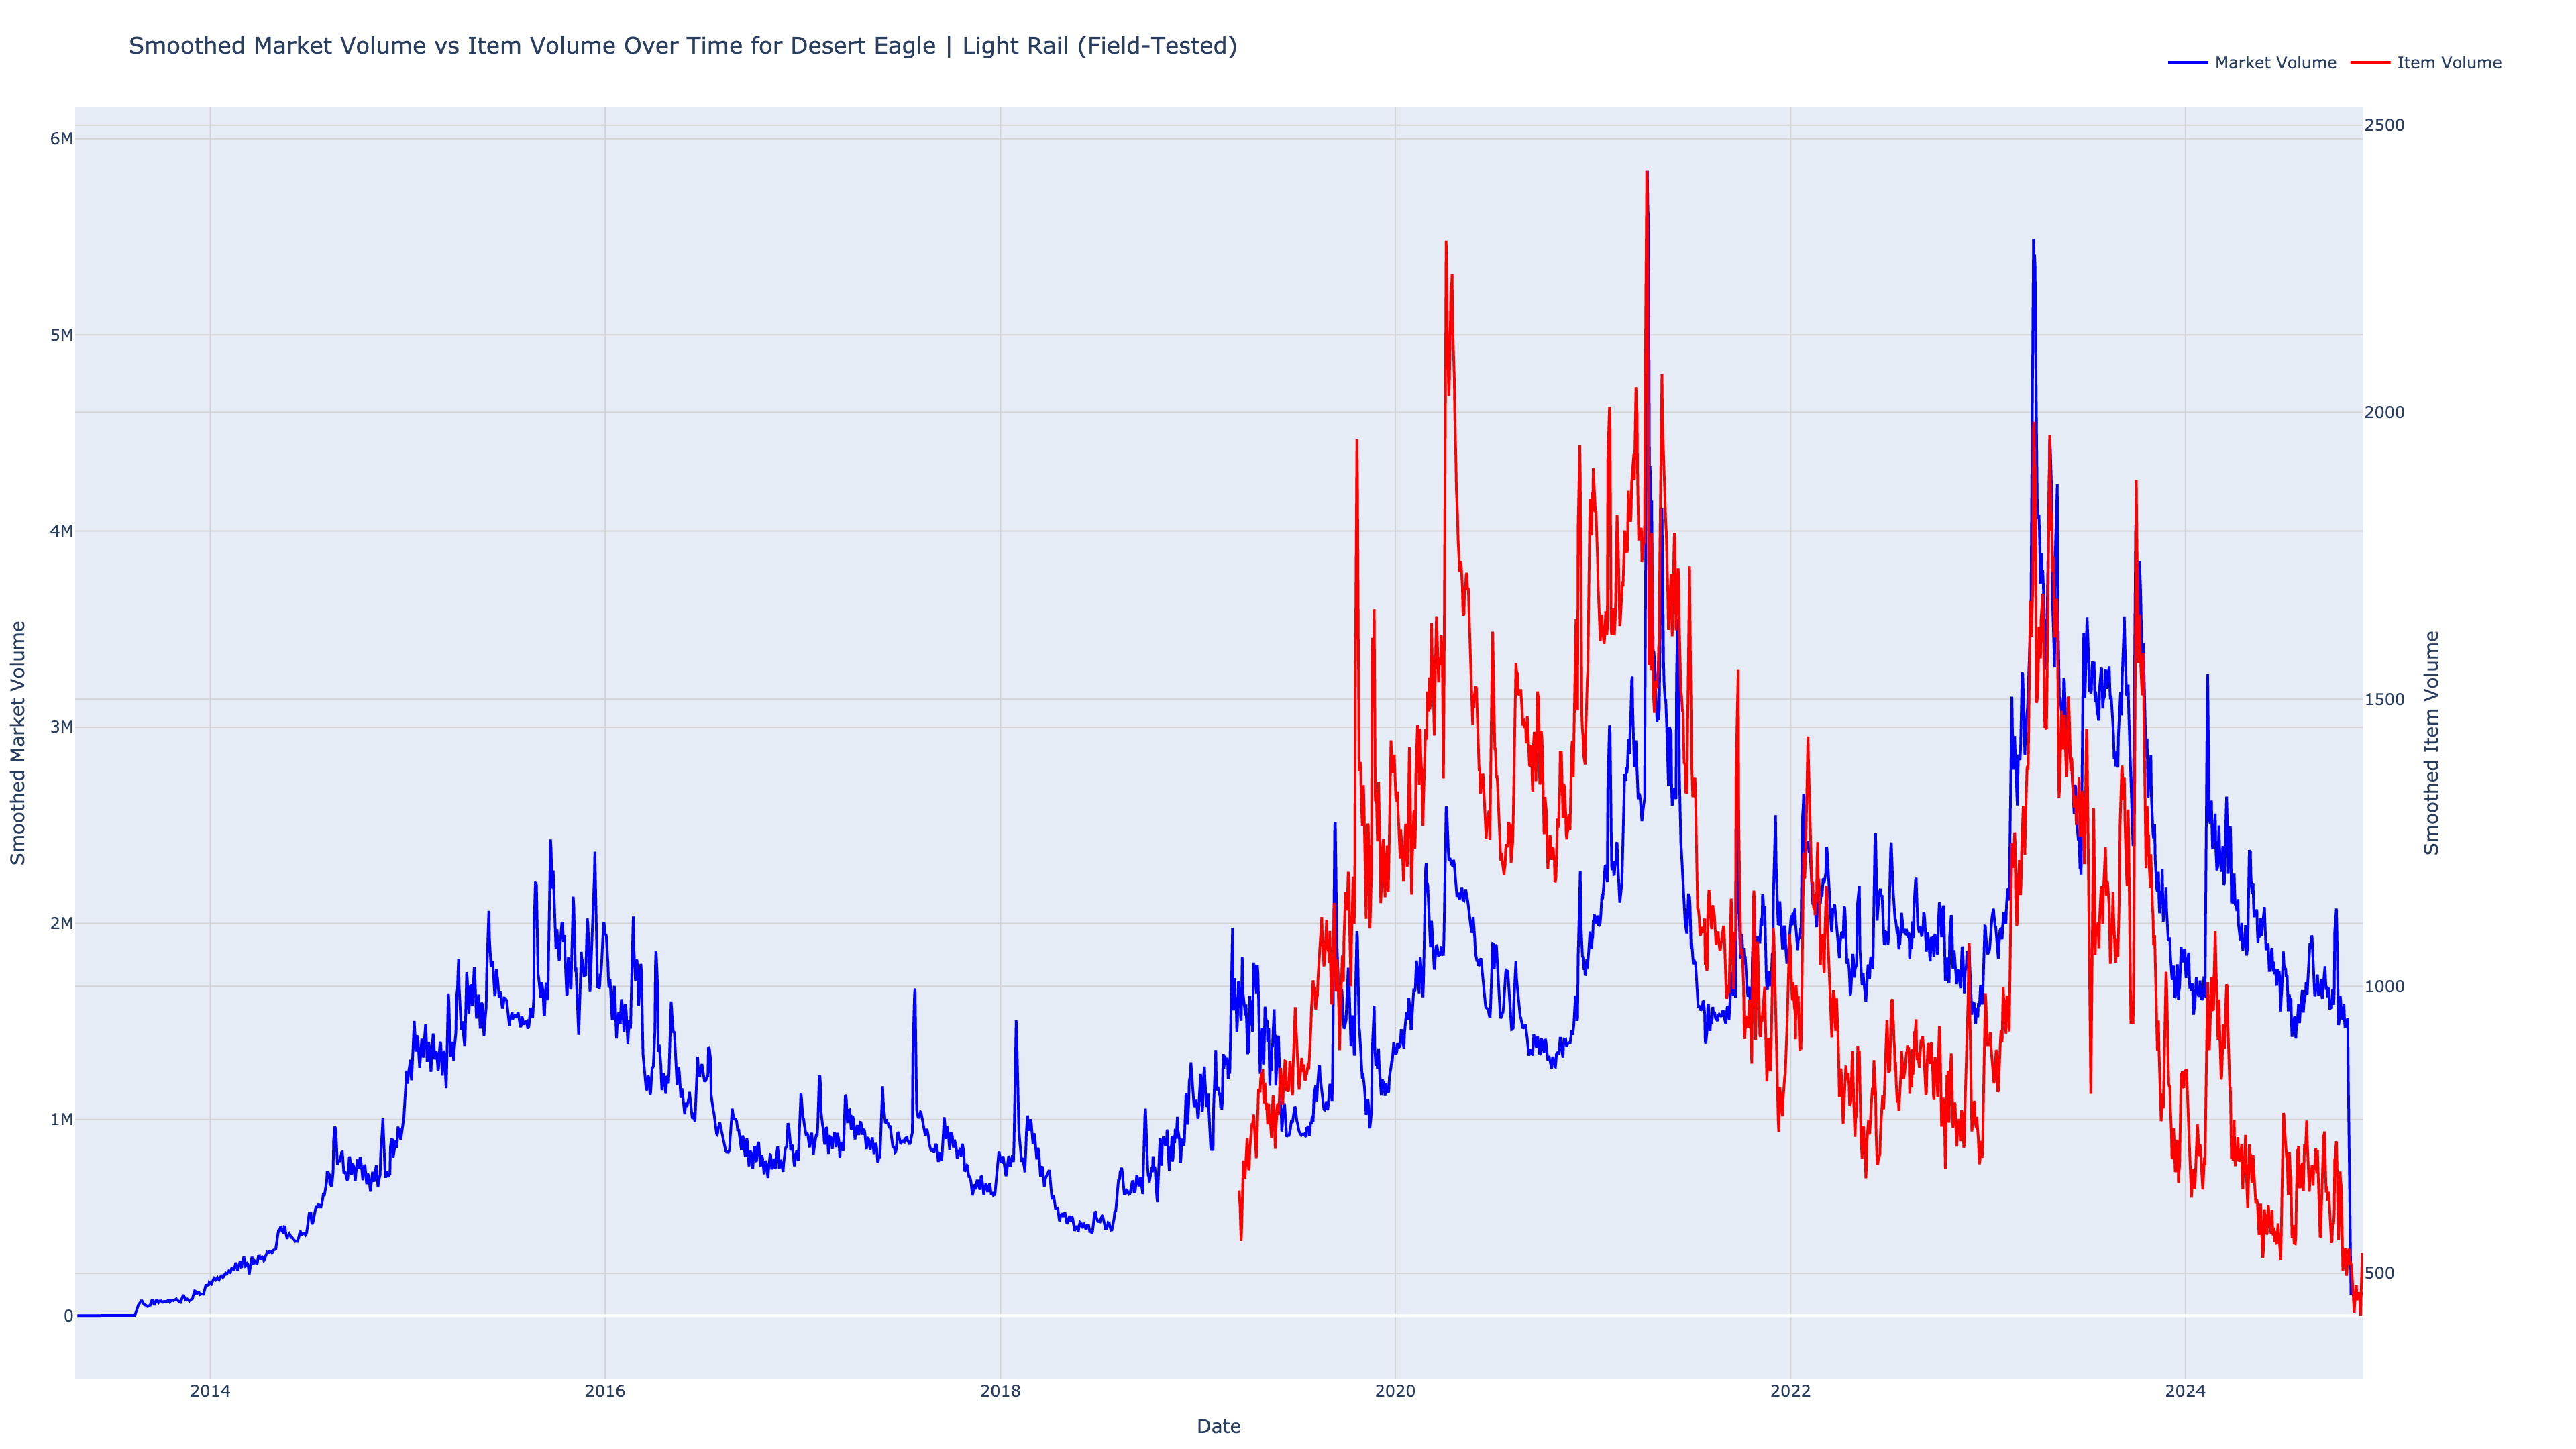 Smoothed Market Volume vs Item Volume Over Time for Desert Eagle | Light Rail (Field-Tested)
Market Volume
Item Volume
6M
5M
4M
3M
2M
1M
0
Smoothed Market Volume
2500
2000
1500
1000
500
Smoothed Item Volume
2014
2016
2018
2020
2022
2024
Date